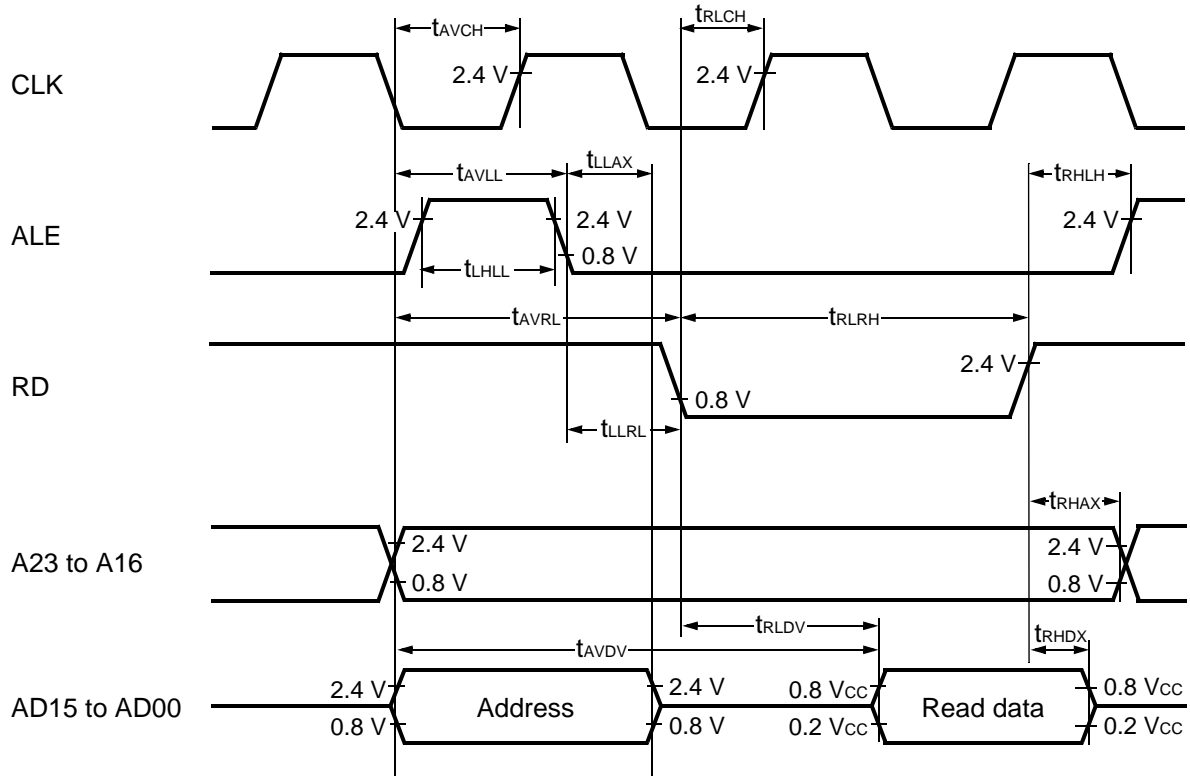 tAVCH
tRLCH
CLK
2.4 V
2.4 V
tAVLL
tLLAX
tRHLH
ALE
2.4 V
2.4 V
2.4 V
0.8 V
tLHLL
tAVRL
tRLRH
RD
2.4 V
0.8 V
tLLRL
tRHAX
A23 to A16
2.4 V
2.4 V
0.8 V
0.8 V
tRLDV
tAVDV
tRHDX
AD15 to AD00
2.4 V
Address
2.4 V
0.8 VCC
Read data
0.8 VCC
0.8 V
0.8 V
0.2 VCC
0.2 VCC